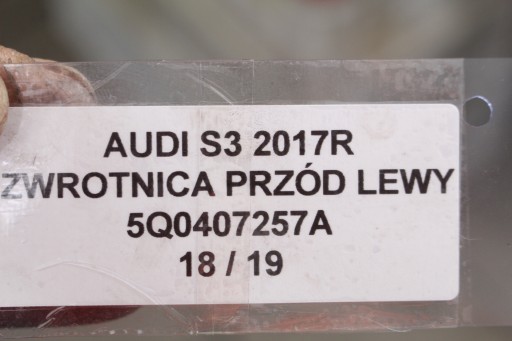 AUDI S3 2017R
ZWROTNICA PRZÓD LEWY
5Q0407257A
18 / 19